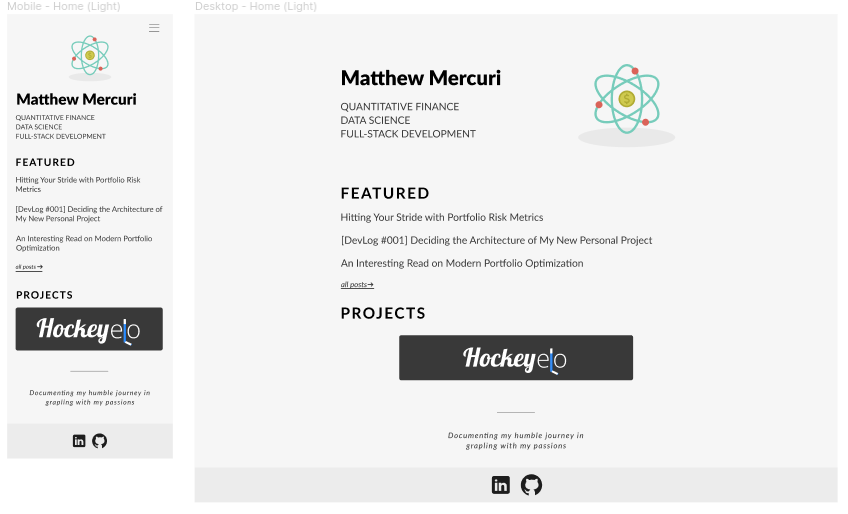 Mobile - Home (Light)
Matthew Mercuri
QUANTITATIVE FINANCE
DATA SCIENCE
FULL-STACK DEVELOPMENT
FEATURED
Hitting Your Stride with Portfolio Risk
Metrics
[DevLog #001] Deciding the Architecture of
My New Personal Project
An Interesting Read on Modern Portfolio
Optimization
all posts→
PROJECTS
Hockeyelo
Documenting my humble journey in
grapling with my passions
in
Desktop - Home (Light)
Matthew Mercuri
QUANTITATIVE FINANCE
DATA SCIENCE
FULL-STACK DEVELOPMENT
$
FEATURED
Hitting Your Stride with Portfolio Risk Metrics
[DevLog #001] Deciding the Architecture of My New Personal Project
An Interesting Read on Modern Portfolio Optimization
all posts→
PROJECTS
Hockeyelo
Documenting my humble journey in
grapling with my passions
in